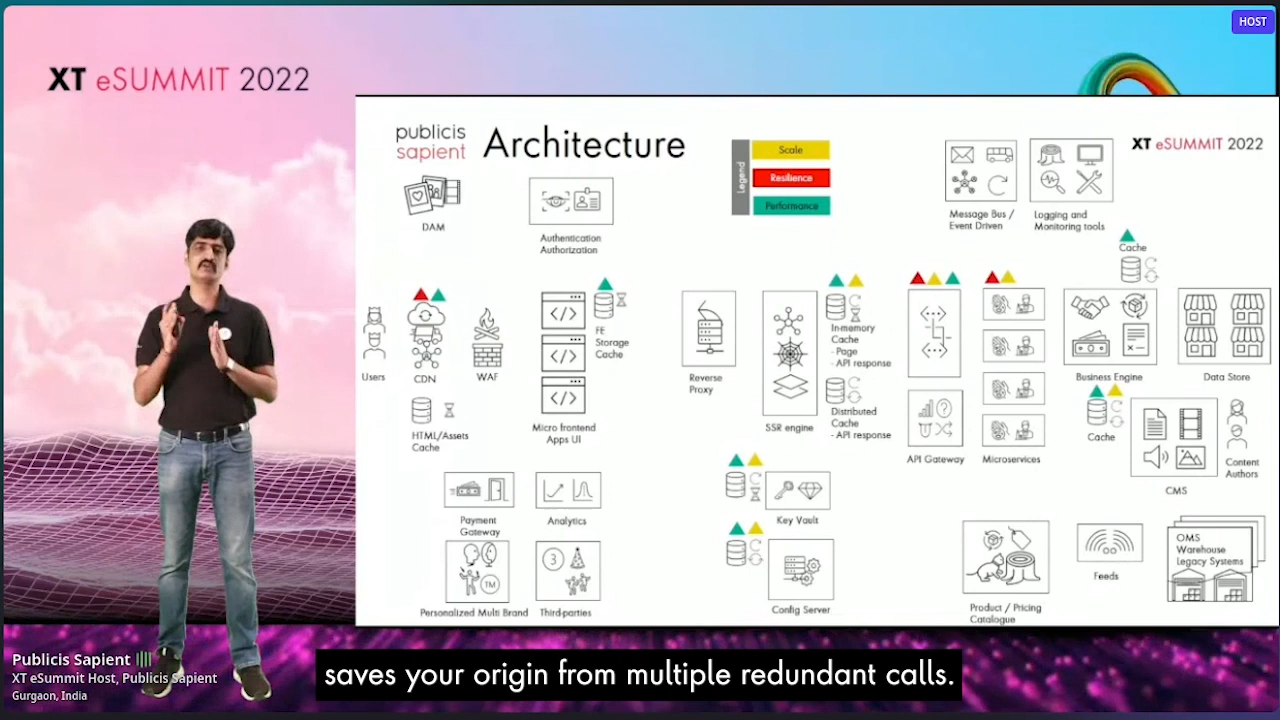 HOST
XT eSUMMIT 2022
publicis
sapient
Architecture
Legend
Scale
Resilience
Performance
XT eSUMMIT 2022
DAM
Authentication
Authorization
Message Bus /
Event Driven
Logging and
Monitoring tools
Cache
Users
CDN
WAF
FE
Storage
Cache
Micro frontend
Apps UI
HTML/Assets
Cache
Reverse
Proxy
SSR engine
In-memory
Cache
- Page
- API response
Distributed
Cache
- API response
API Gateway
Microservices
Business Engine
Data Store
Cache
CMS
Content
Authors
Payment
Gateway
Analytics
Key Vault
Personalized Multi Brand
TM
3
Third-parties
Config Server
Product / Pricing
Catalogue
Feeds
OMS
Warehouse
Legacy Systems
Publicis Sapient
XT eSummit Host, Publicis Sapient
Gurgaon, India
saves your origin from multiple redundant calls.